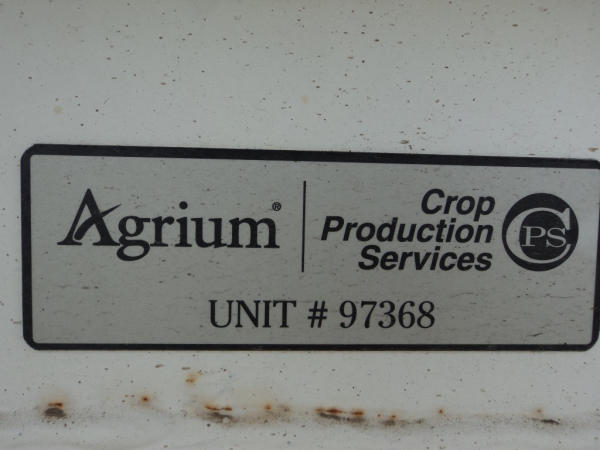 Agrium®
Crop
Production
Services
CPS
UNIT # 97368